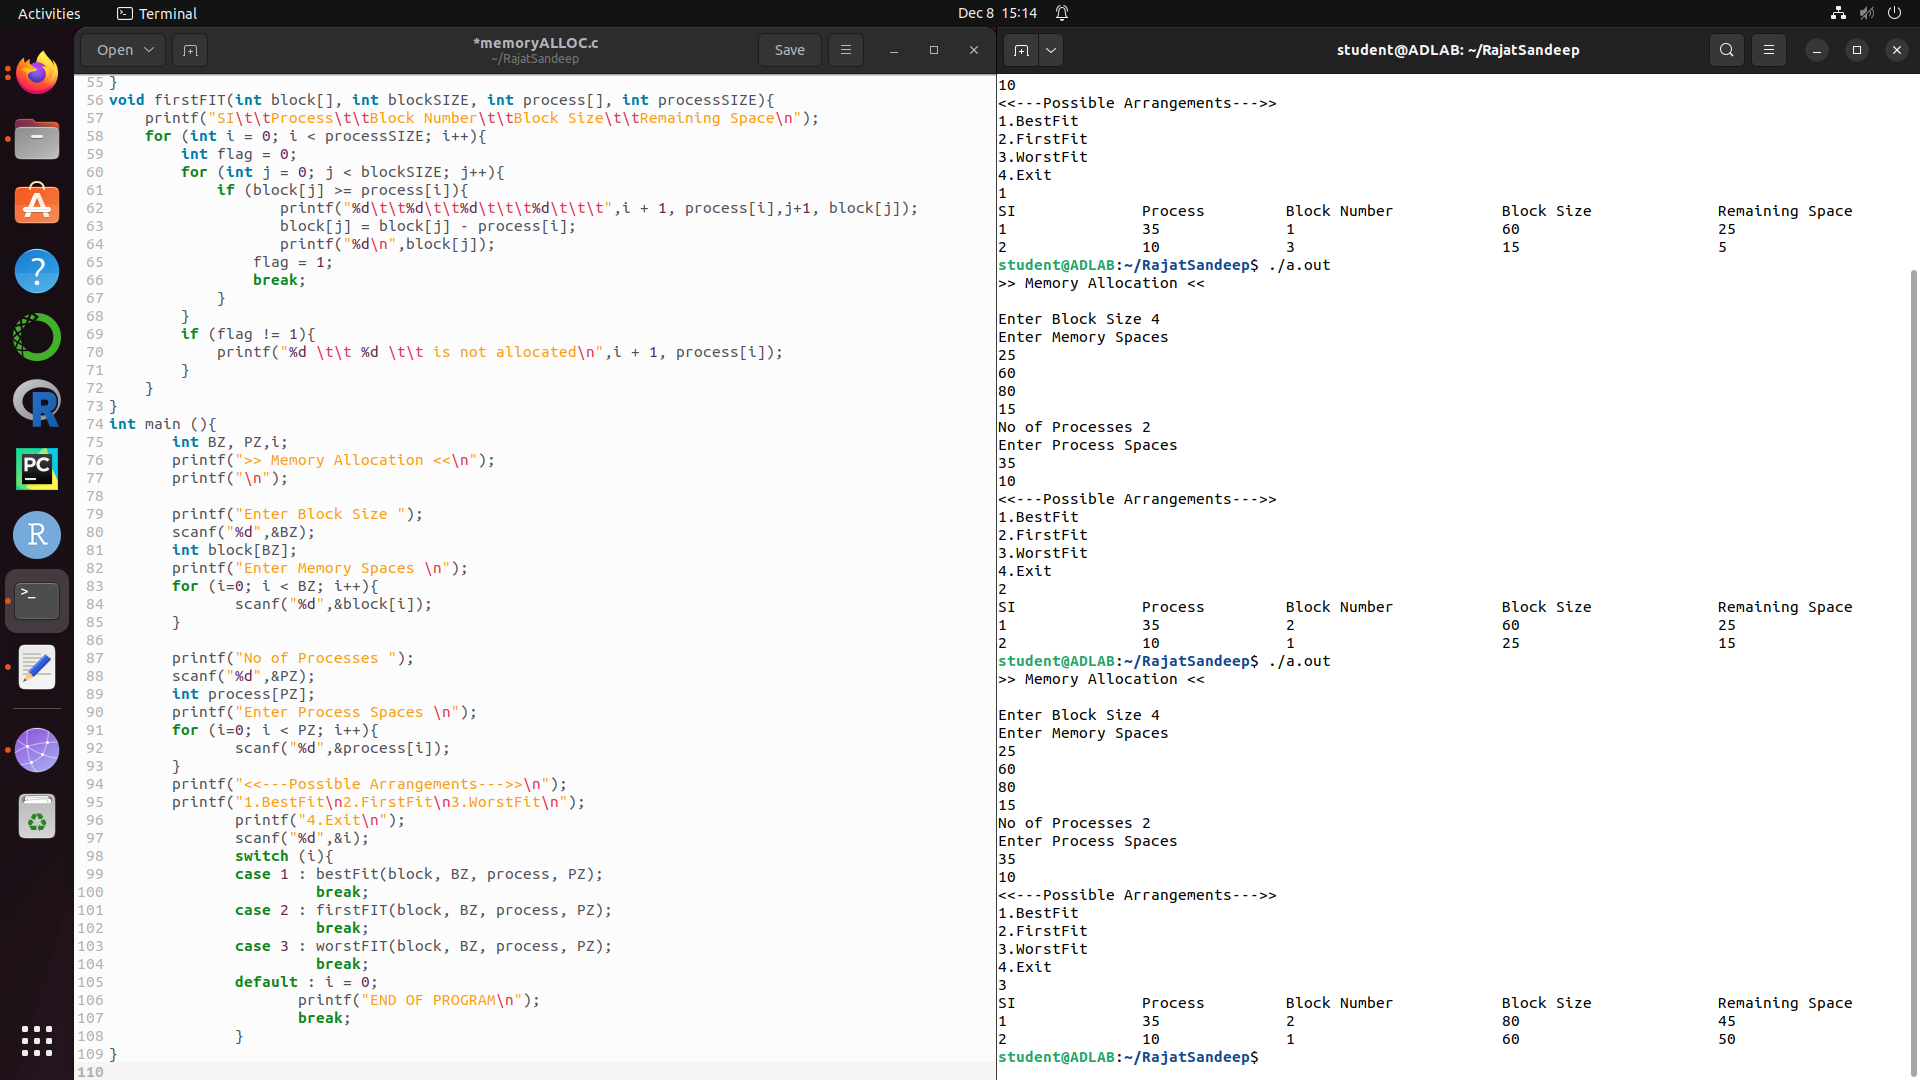 Activities Terminal Dec 8 15:14
Open *memoryALLOC.c Save
~/RajatSandeep
55 }
56 void firstFIT(int block[], int blockSIZE, int process[], int processSIZE){
57     printf("SI\t\tProcess\t\tBlock Number\t\tBlock Size\t\tRemaining Space\n");
58     for (int i = 0; i < processSIZE; i++){
59         int flag = 0;
60         for (int j = 0; j < blockSIZE; j++){
61             if (block[j] >= process[i]){
62                    printf("%d\t\t%d\t\t%d\t\t\t%d\t\t\t",i + 1, process[i],j+1, block[j]);
63                    block[j] = block[j] - process[i];
64                    printf("%d\n",block[j]);
65                 flag = 1;
66                 break;
67             }
68         }
69         if (flag != 1){
70             printf("%d \t\t %d \t\t is not allocated\n",i + 1, process[i]);
71         }
72     }
73 }
74 int main (){
75        int BZ, PZ,i;
76        printf(">> Memory Allocation <<\n");
77        printf("\n");
78
79        printf("Enter Block Size ");
80        scanf("%d",&BZ);
81        int block[BZ];
82        printf("Enter Memory Spaces \n");
83        for (i=0; i < BZ; i++){
84               scanf("%d",&block[i]);
85        }
86
87        printf("No of Processes ");
88        scanf("%d",&PZ);
89        int process[PZ];
90        printf("Enter Process Spaces \n");
91        for (i=0; i < PZ; i++){
92               scanf("%d",&process[i]);
93        }
94        printf("<<---Possible Arrangements--->>\n");
95        printf("1.BestFit\n2.FirstFit\n3.WorstFit\n");
96               printf("4.Exit\n");
97               scanf("%d",&i);
98               switch (i){
99               case 1 : bestFit(block, BZ, process, PZ);
100                       break;
101              case 2 : firstFIT(block, BZ, process, PZ);
102                       break;
103              case 3 : worstFIT(block, BZ, process, PZ);
104                       break;
105              default : i = 0;
106                     printf("END OF PROGRAM\n");
107                     break;
108              }
109 }
110
student@ADLAB: ~/RajatSandeep
10
<<---Possible Arrangements--->>
1.BestFit
2.FirstFit
3.WorstFit
4.Exit
1
SI Process Block Number Block Size Remaining Space
1 35 1 60 25
2 10 3 15 5
student@ADLAB:~/RajatSandeep$ ./a.out
>> Memory Allocation <<

Enter Block Size 4
Enter Memory Spaces
25
60
80
15
No of Processes 2
Enter Process Spaces
35
10
<<---Possible Arrangements--->>
1.BestFit
2.FirstFit
3.WorstFit
4.Exit
2
SI Process Block Number Block Size Remaining Space
1 35 2 60 25
2 10 1 25 15
student@ADLAB:~/RajatSandeep$ ./a.out
>> Memory Allocation <<

Enter Block Size 4
Enter Memory Spaces
25
60
80
15
No of Processes 2
Enter Process Spaces
35
10
<<---Possible Arrangements--->>
1.BestFit
2.FirstFit
3.WorstFit
4.Exit
3
SI Process Block Number Block Size Remaining Space
1 35 2 80 45
2 10 1 60 50
student@ADLAB:~/RajatSandeep$